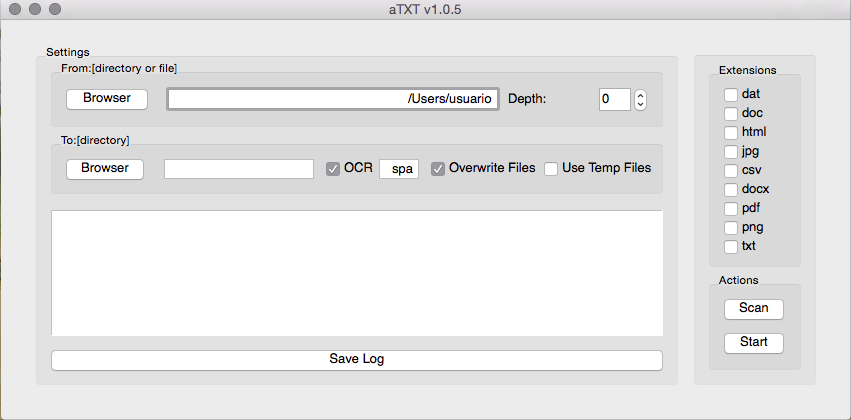 aTXT v1.0.5
Settings
From:[directory or file]
Browser
/Users/usuario
Depth:
0
To:[directory]
Browser
OCR
spa
Overwrite Files
Use Temp Files
Save Log
Extensions
dat
doc
html
jpg
csv
docx
pdf
png
txt
Actions
Scan
Start